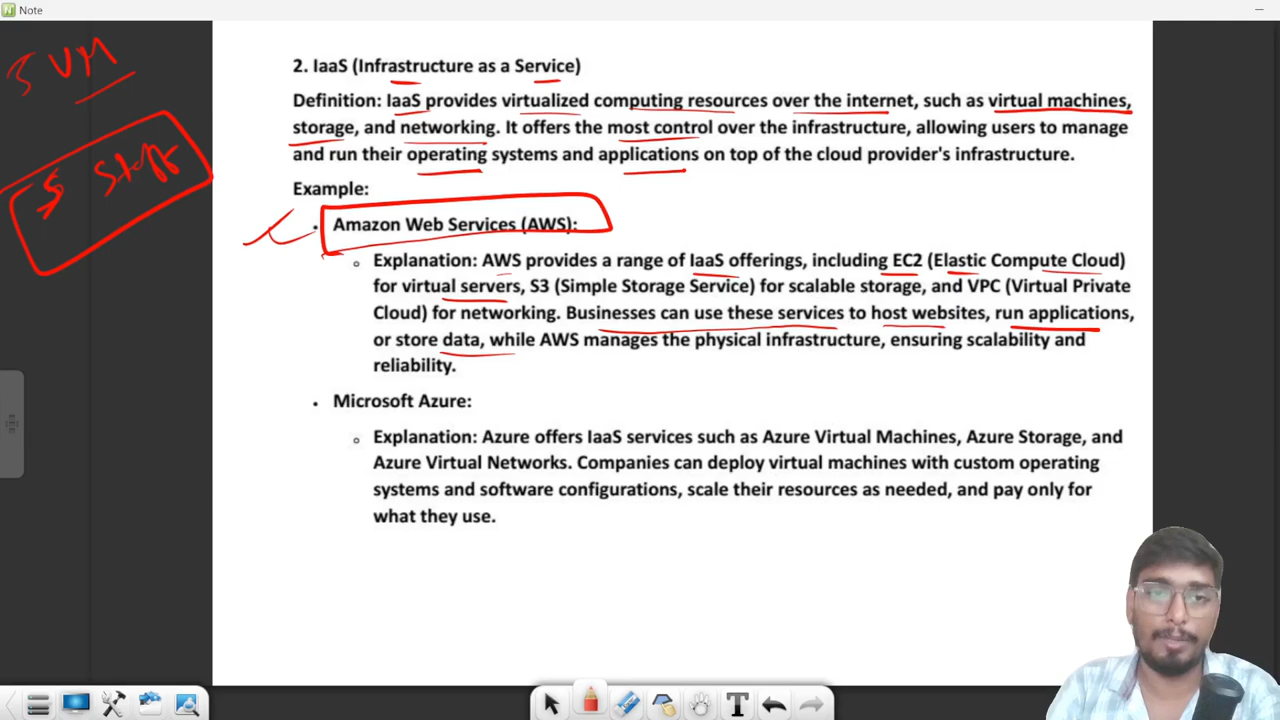 Note
5 VM
5 Staff
2. IaaS (Infrastructure as a Service)
Definition: IaaS provides virtualized computing resources over the internet, such as virtual machines,
storage, and networking. It offers the most control over the infrastructure, allowing users to manage
and run their operating systems and applications on top of the cloud provider's infrastructure.
Example:
• Amazon Web Services (AWS):
o Explanation: AWS provides a range of IaaS offerings, including EC2 (Elastic Compute Cloud)
for virtual servers, S3 (Simple Storage Service) for scalable storage, and VPC (Virtual Private
Cloud) for networking. Businesses can use these services to host websites, run applications,
or store data, while AWS manages the physical infrastructure, ensuring scalability and
reliability.
• Microsoft Azure:
o Explanation: Azure offers IaaS services such as Azure Virtual Machines, Azure Storage, and
Azure Virtual Networks. Companies can deploy virtual machines with custom operating
systems and software configurations, scale their resources as needed, and pay only for
what they use.